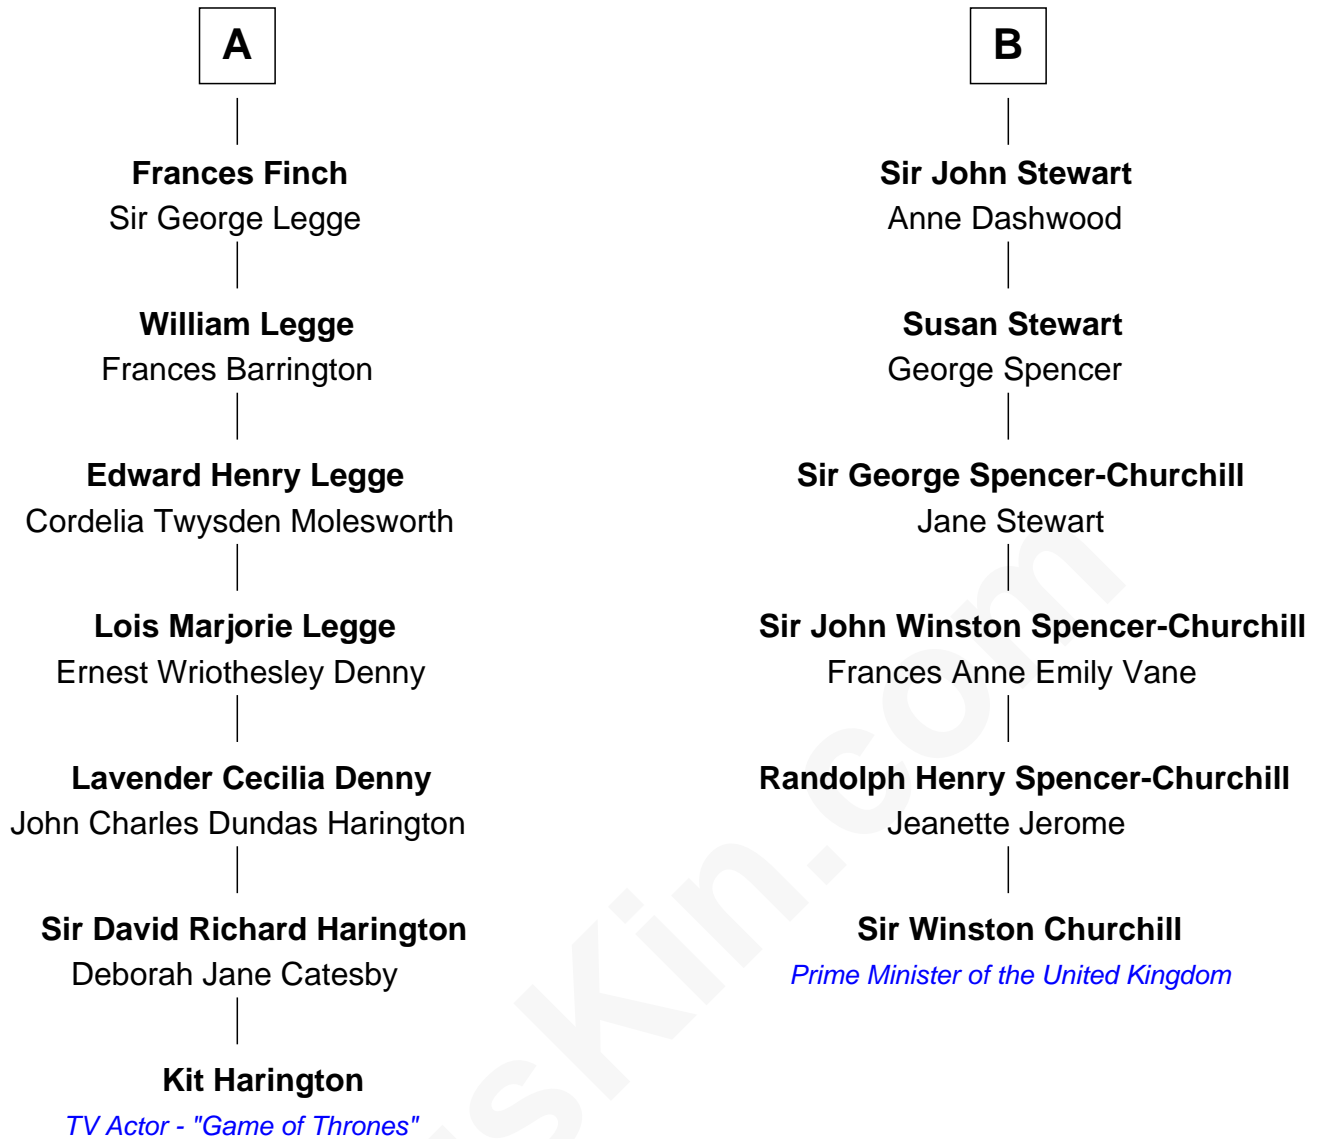 A
Frances Finch
Sir George Legge
William Legge
Frances Barrington
Edward Henry Legge
Cordelia Twysden Molesworth
Lois Marjorie Legge
Ernest Wriothesley Denny
Lavender Cecilia Denny
John Charles Dundas Harington
Sir David Richard Harington
Deborah Jane Catesby
Kit Harington
TV Actor - "Game of Thrones"
B
Sir John Stewart
Anne Dashwood
Susan Stewart
George Spencer
Sir George Spencer-Churchill
Jane Stewart
Sir John Winston Spencer-Churchill
Frances Anne Emily Vane
Randolph Henry Spencer-Churchill
Jeanette Jerome
Sir Winston Churchill
Prime Minister of the United Kingdom